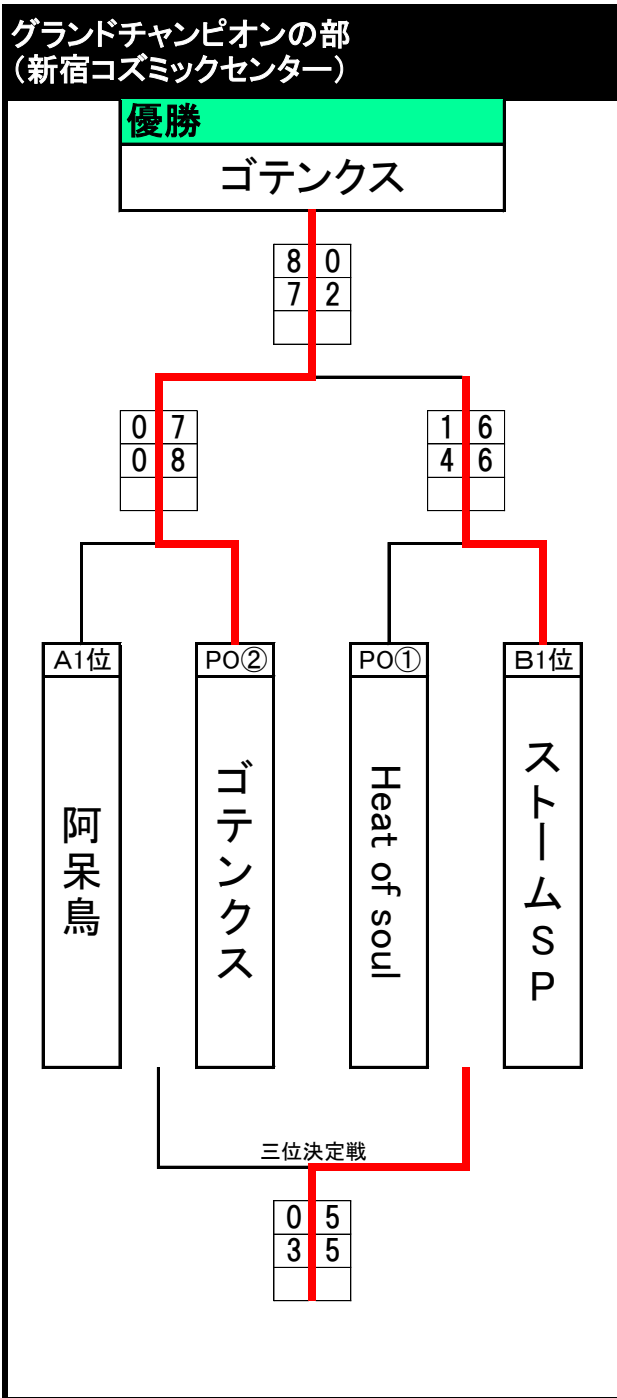 グランドチャンピオンの部
（新宿コズミックセンター）
優勝
ゴテンクス
8 0
7 2
0 7
0 8
1 6
4 6
A1位
PO②
PO①
B1位
阿呆鳥
ゴテンクス
Heat of soul
ストームSP
三位決定戦
0 5
3 5